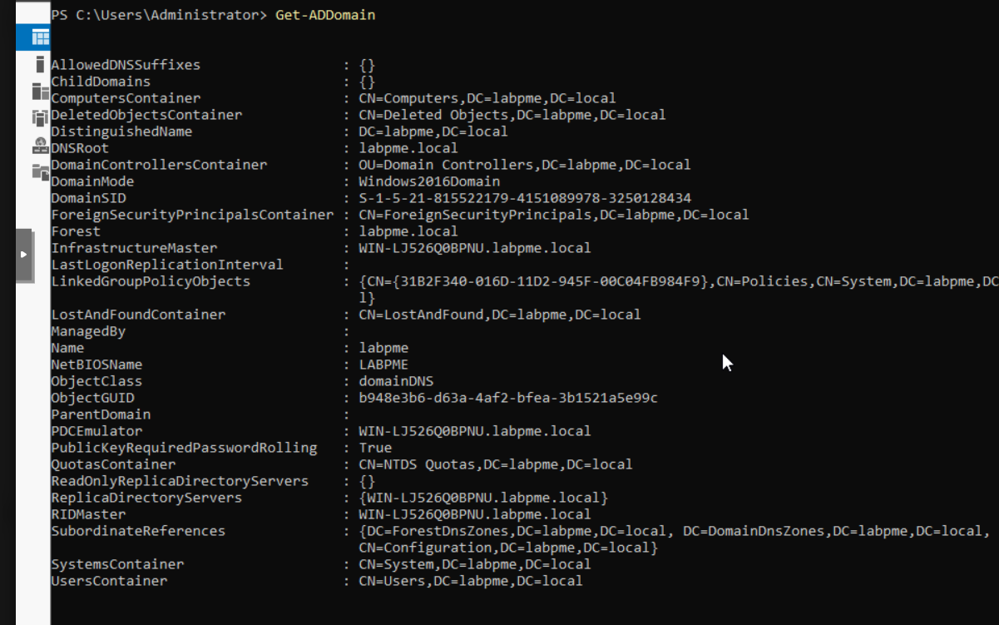 PS C:\Users\Administrator> Get-ADDomain
AllowedDNSSuffixes : {}
ChildDomains : {}
ComputersContainer : CN=Computers,DC=labpme,DC=local
DeletedObjectsContainer : CN=Deleted Objects,DC=labpme,DC=local
DistinguishedName : DC=labpme,DC=local
DNSRoot : labpme.local
DomainControllersContainer : OU=Domain Controllers,DC=labpme,DC=local
DomainMode : Windows2016Domain
DomainSID : S-1-5-21-815522179-4151089978-3250128434
ForeignSecurityPrincipalsContainer : CN=ForeignSecurityPrincipals,DC=labpme,DC=local
Forest : labpme.local
InfrastructureMaster : WIN-LJ526Q0BPNU.labpme.local
LastLogonReplicationInterval :
LinkedGroupPolicyObjects : {CN={31B2F340-016D-11D2-945F-00C04FB984F9},CN=Policies,CN=System,DC=labpme,DC
l}
LostAndFoundContainer : CN=LostAndFound,DC=labpme,DC=local
ManagedBy :
Name : labpme
NetBIOSName : LABPME
ObjectClass : domainDNS
ObjectGUID : b948e3b6-d63a-4af2-bfea-3b1521a5e99c
ParentDomain :
PDCEmulator : WIN-LJ526Q0BPNU.labpme.local
PublicKeyRequiredPasswordRolling : True
QuotasContainer : CN=NTDS Quotas,DC=labpme,DC=local
ReadOnlyReplicaDirectoryServers : {}
ReplicaDirectoryServers : {WIN-LJ526Q0BPNU.labpme.local}
RIDMaster : WIN-LJ526Q0BPNU.labpme.local
SubordinateReferences : {DC=ForestDnsZones,DC=labpme,DC=local, DC=DomainDnsZones,DC=labpme,DC=local,
CN=Configuration,DC=labpme,DC=local}
SystemsContainer : CN=System,DC=labpme,DC=local
UsersContainer : CN=Users,DC=labpme,DC=local